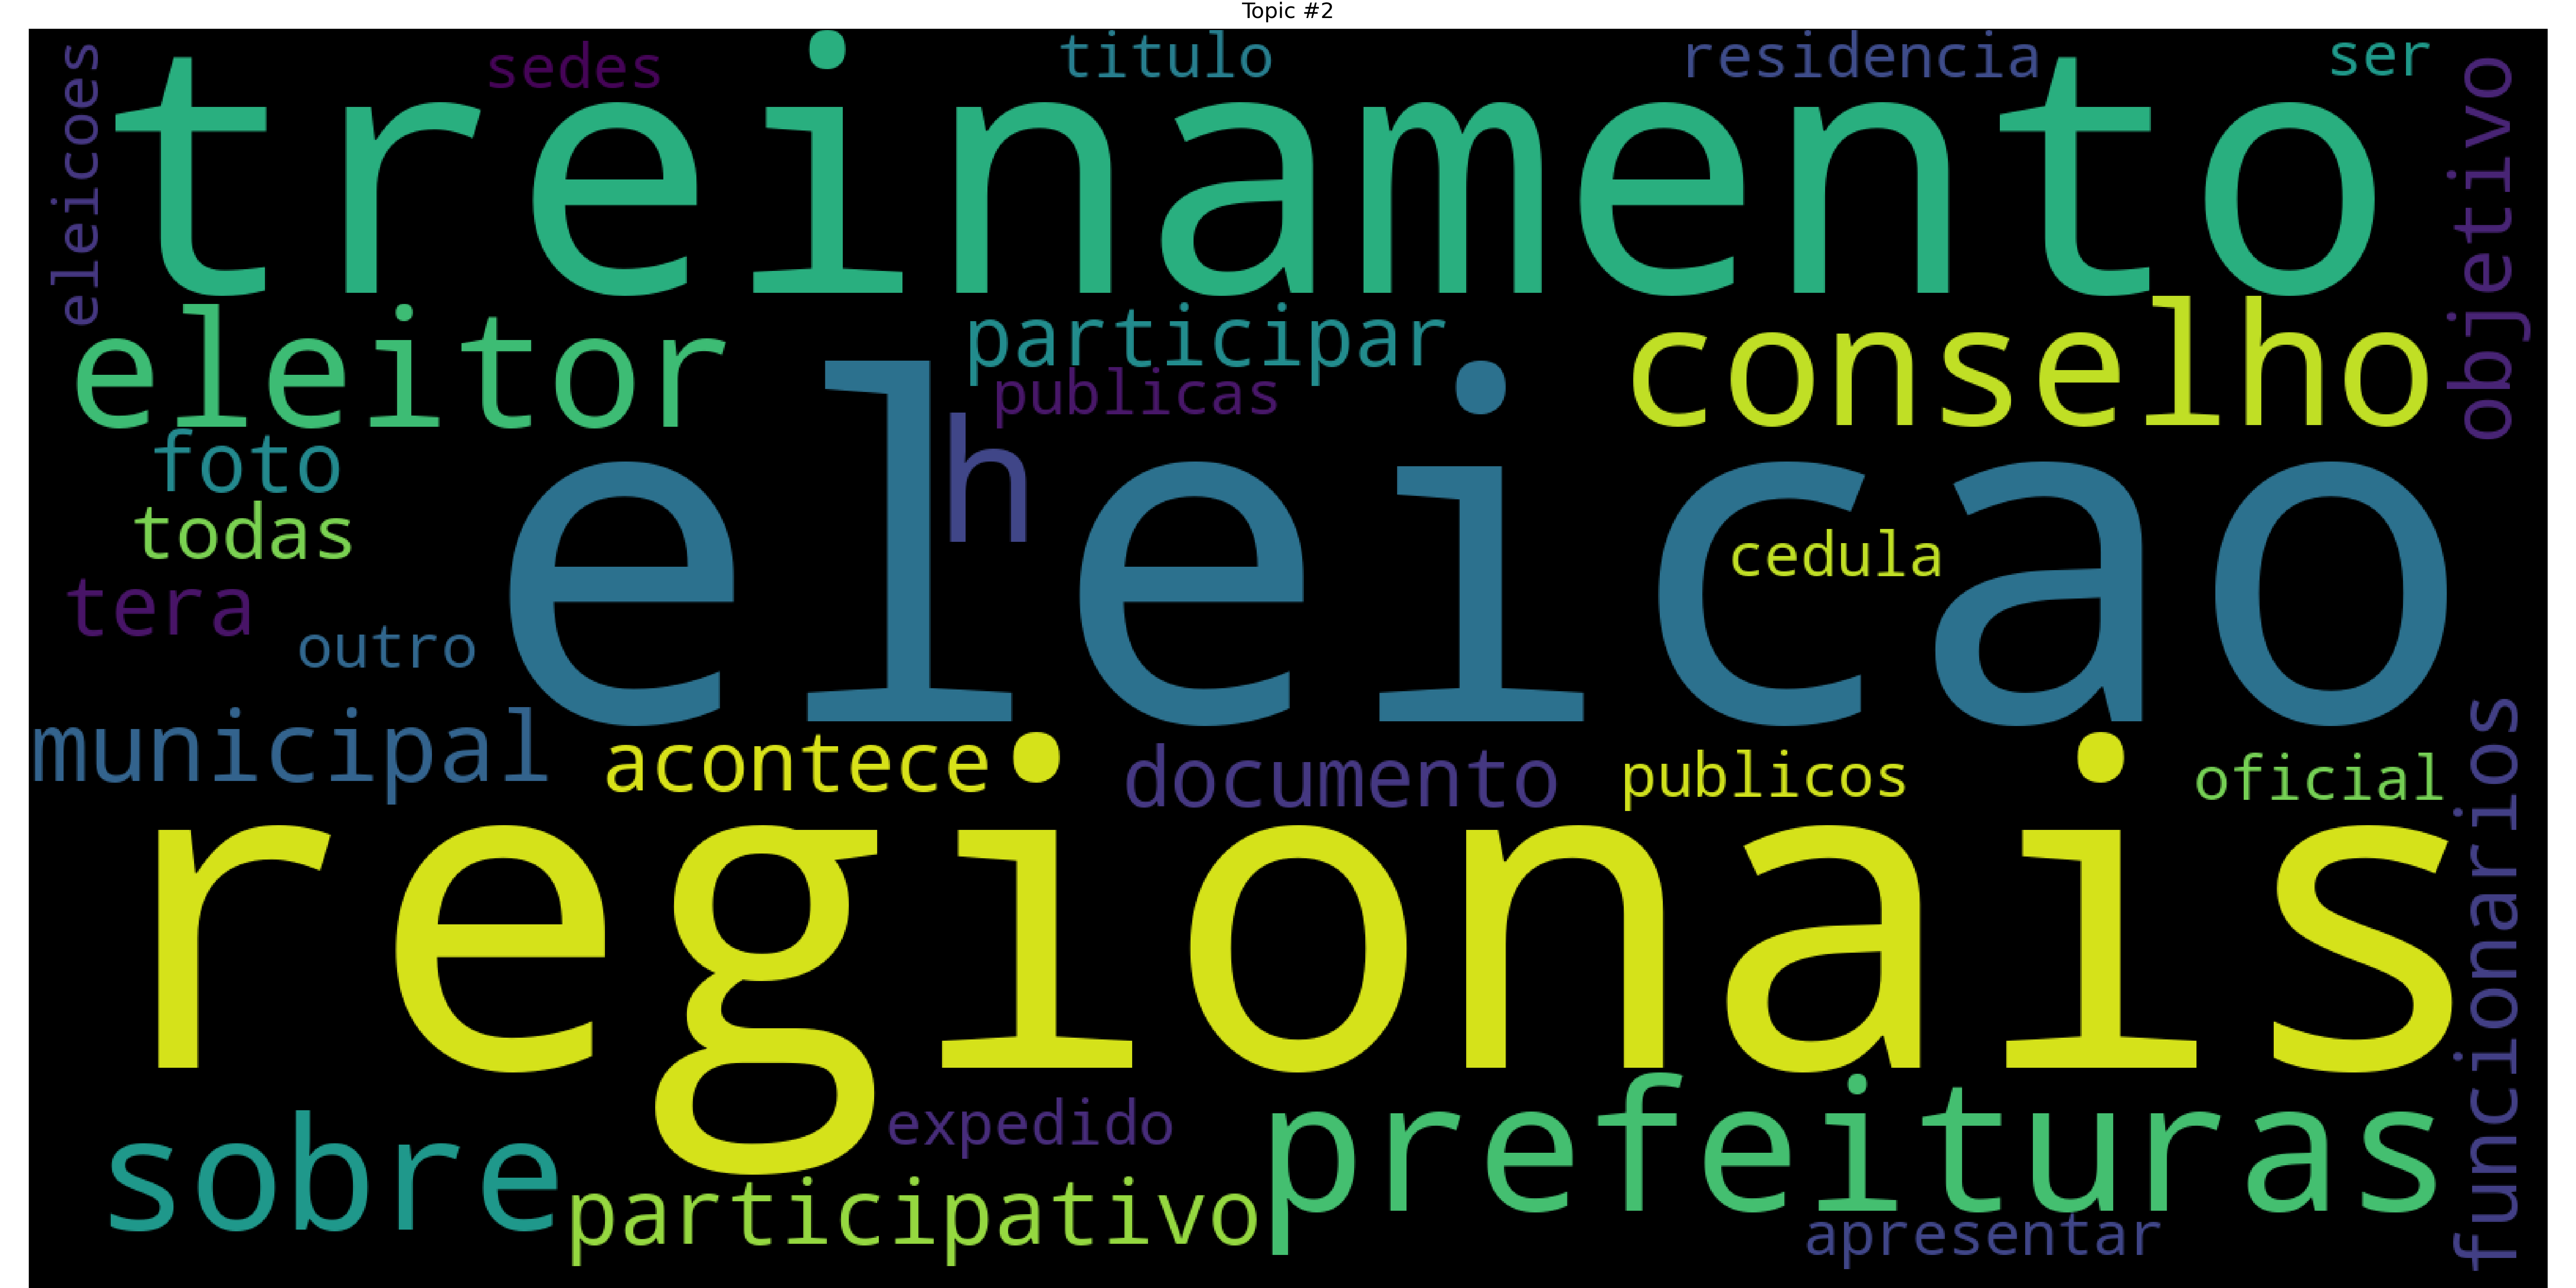 Topic #2
sedes
titulo
residencia
ser
eleicoes
treinamento
objetivo
eleitor
participar
conselho
publicas
h
foto
todas
eleicao
cedula
tera
outro
municipal
acontece
documento
publicos
oficial
regionais
funcionarios
sobre
expedido
prefeituras
participativo
apresentar